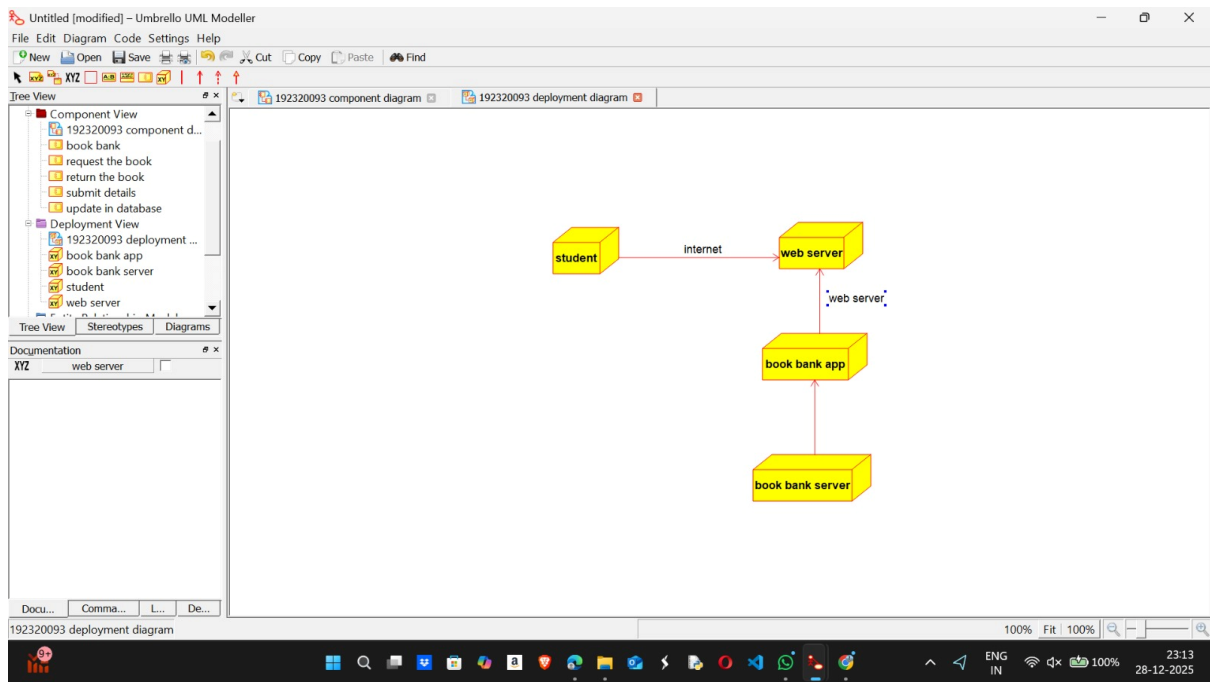 Untitled [modified] – Umbrello UML Modeller
File Edit Diagram Code Settings Help
New Open Save Cut Copy Paste Find
XYZ A:B
Tree View
192320093 component diagram 192320093 deployment diagram
Component View
192320093 component d...
book bank
request the book
return the book
submit details
update in database
Deployment View
192320093 deployment ...
book bank app
book bank server
student
web server
Tree View Stereotypes Diagrams
Documentation
XYZ web server
Docu... Comma... L... De...
student
internet
web server
web server
book bank app
book bank server
192320093 deployment diagram
100% Fit 100%
9+
ENG
IN
100%
23:13
28-12-2025